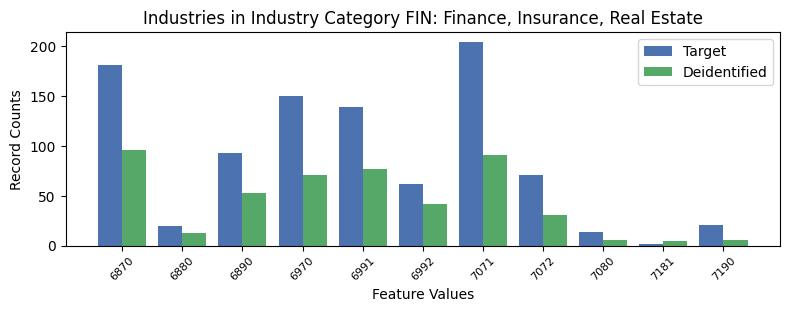 Industries in Industry Category FIN: Finance, Insurance, Real Estate
Target
Deidentified
Record Counts
200
150
100
50
0
6870 6880 6890 6970 6991 6992 7071 7072 7080 7181 7190
Feature Values